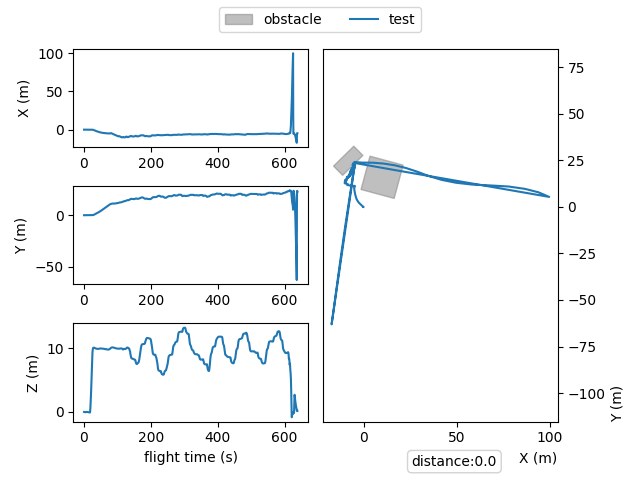 obstacle test
X (m)
100
50
0
0 200 400 600
Y (m)
0
−50
0 200 400 600
Z (m)
10
0
0 200 400 600
flight time (s)
75
50
25
0
−25
−50
−75
−100
Y (m)
0 50 100
X (m)
distance:0.0